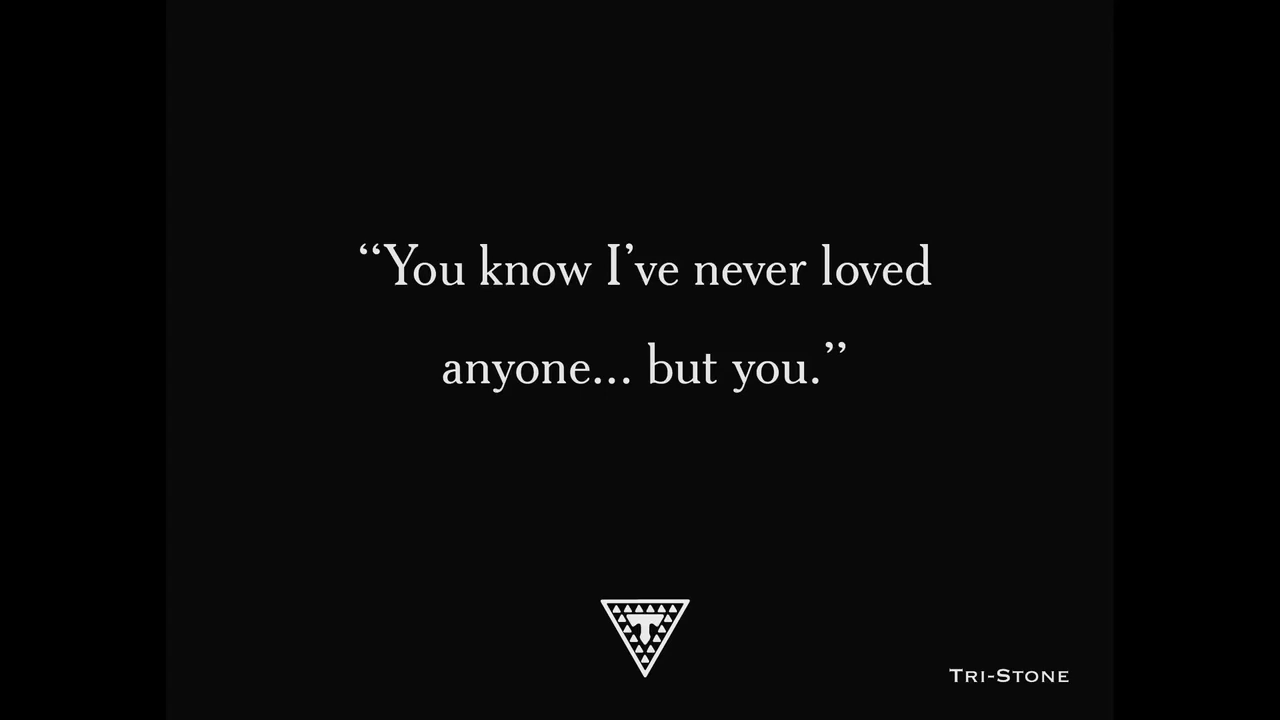 “You know I’ve never loved
anyone... but you.”
T
TRI-STONE